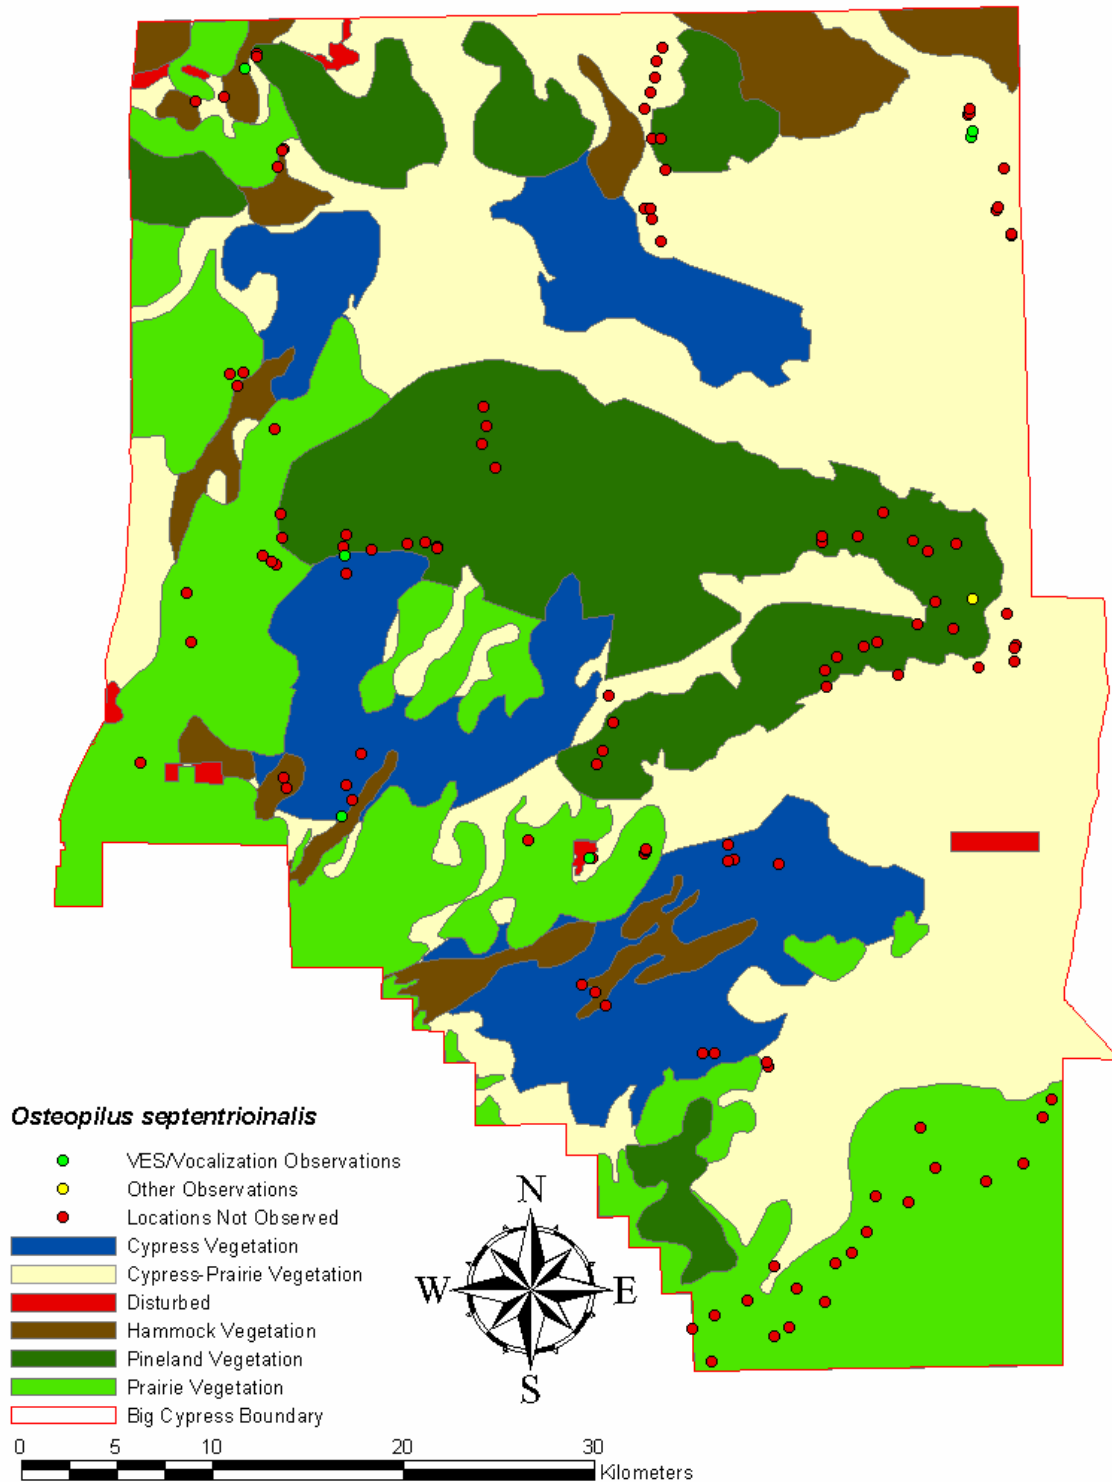 Osteopilus septentrioinalis
VES/Vocalization Observations
Other Observations
Locations Not Observed
Cypress Vegetation
Cypress-Prairie Vegetation
Disturbed
Hammock Vegetation
Pineland Vegetation
Prairie Vegetation
Big Cypress Boundary
N
W E
S
0 5 10 20 30
Kilometers